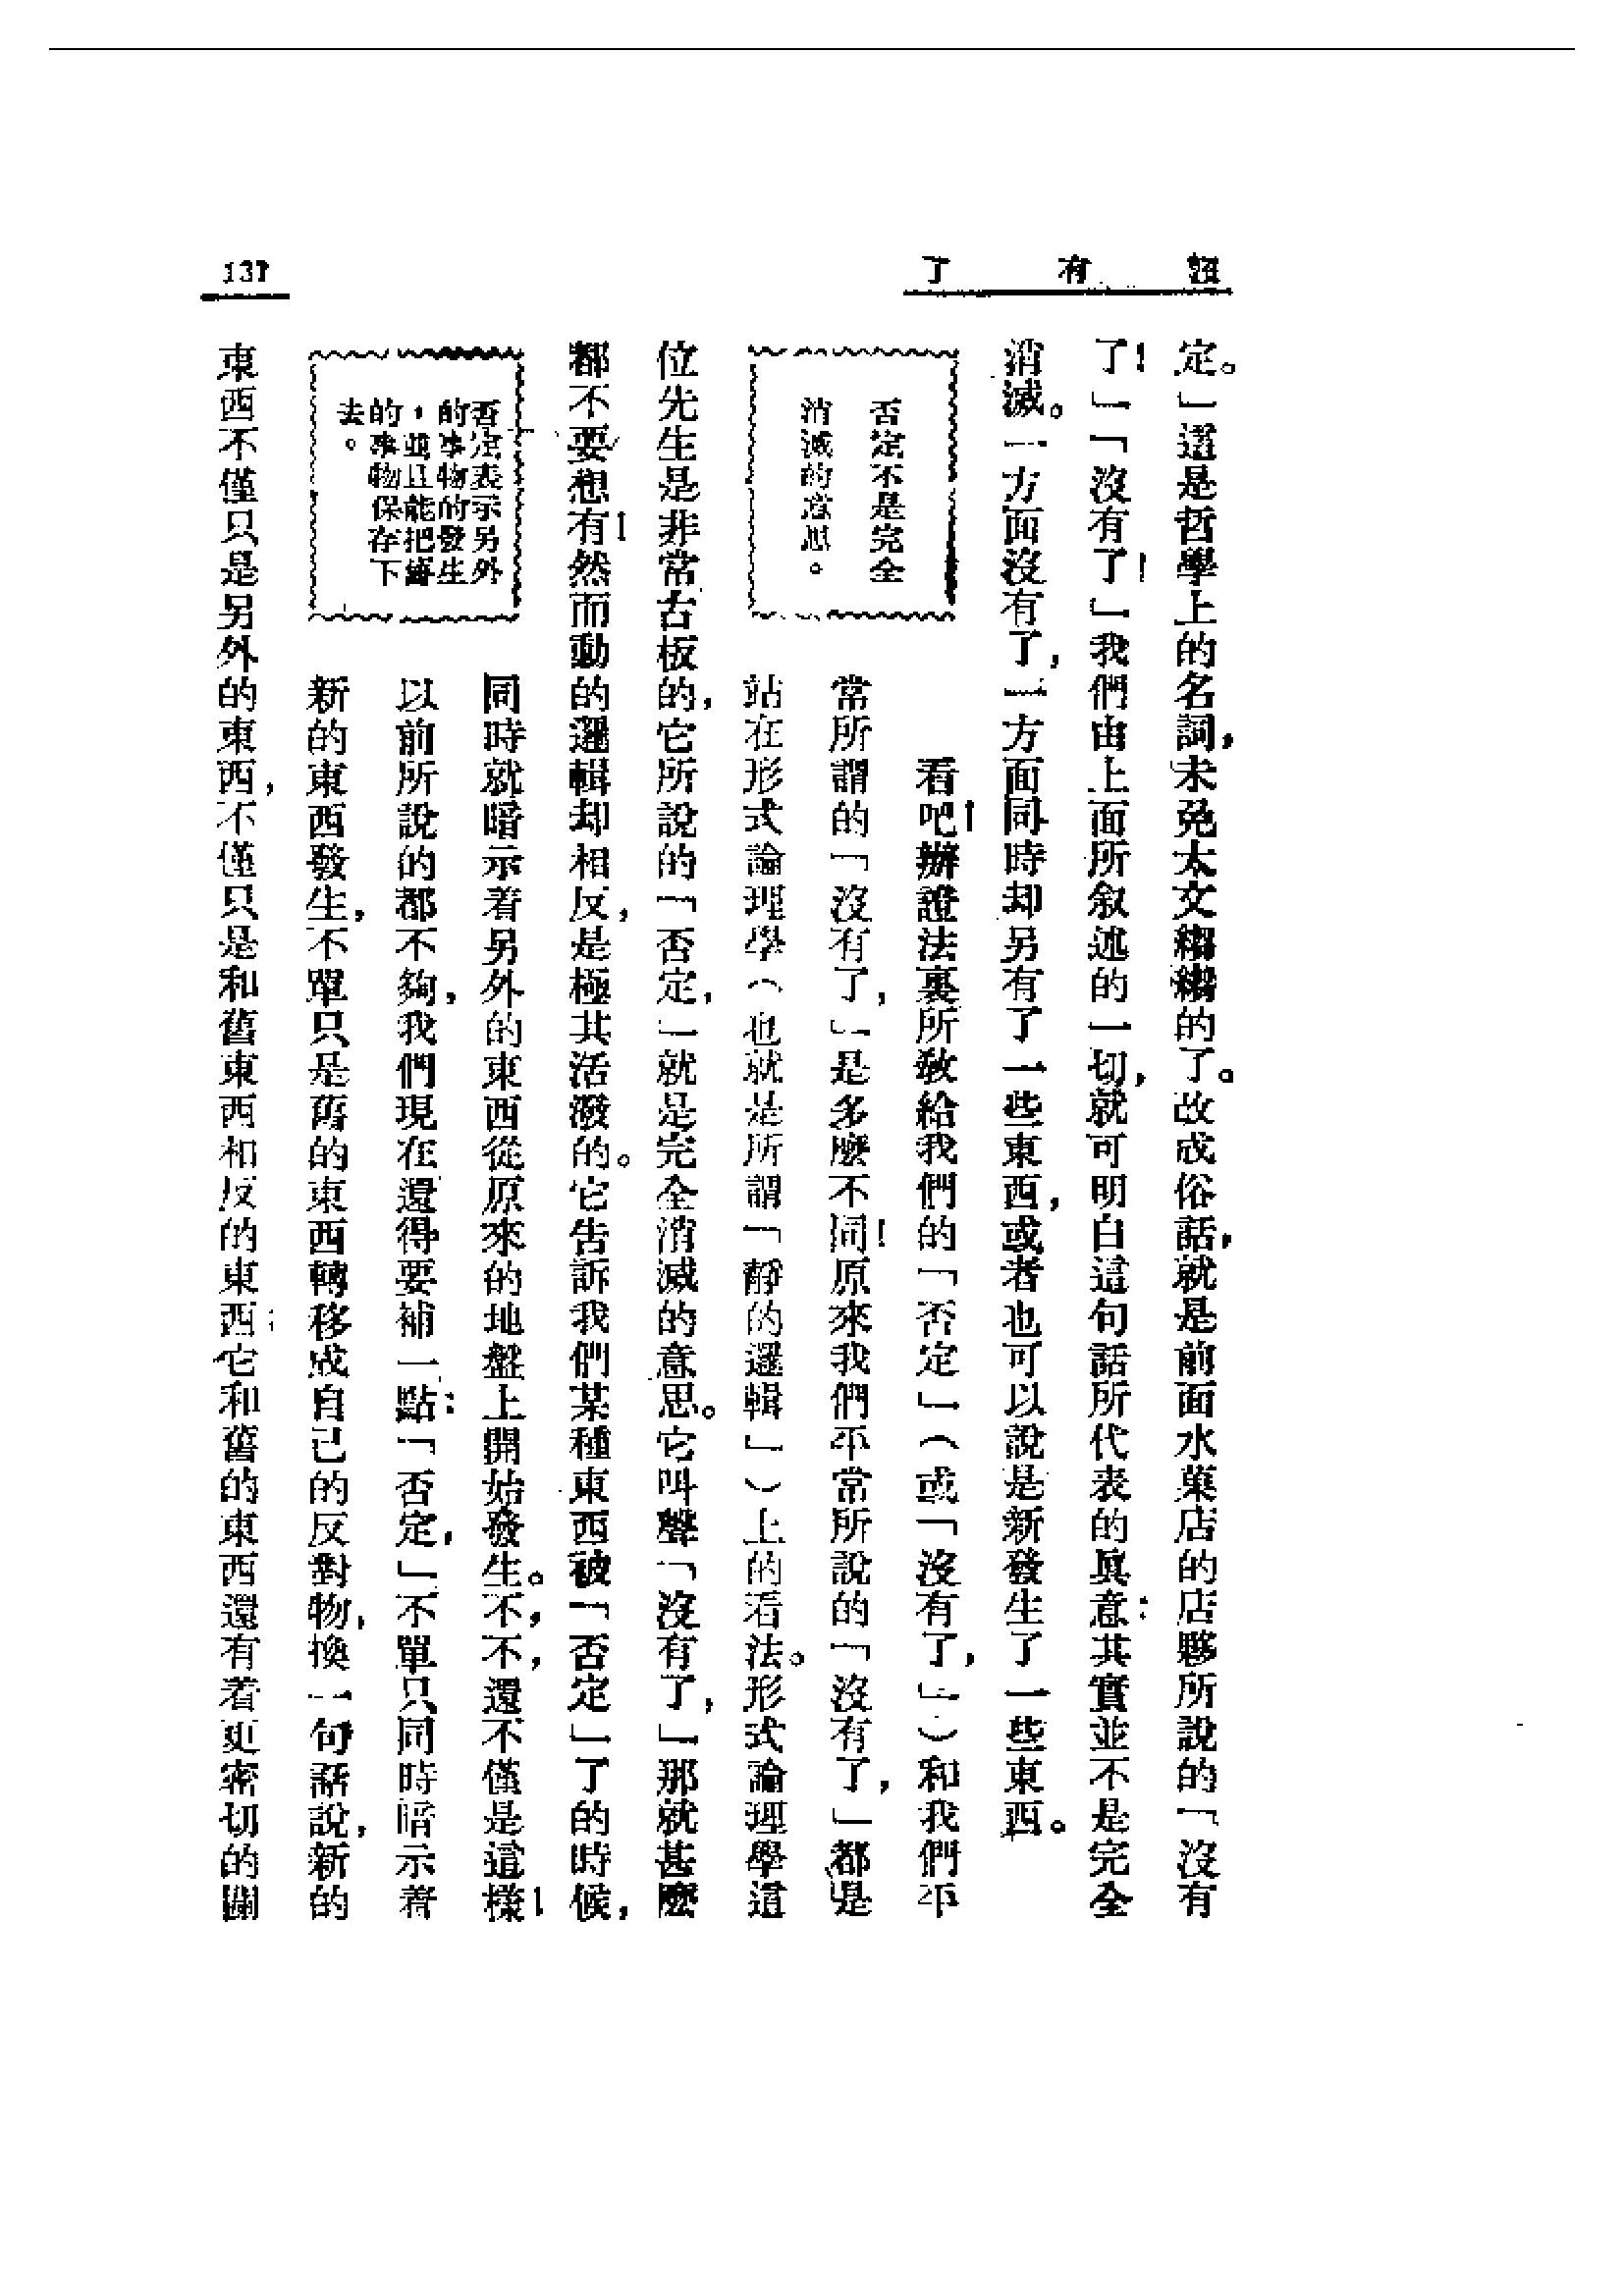 沒有了
137
定。」這是哲學上的名詞，未免太文縐縐的了。改成俗話，就是前面水菓店的店夥所說的「沒有
了！」「沒有了！」我們由上面所叙述的一切，就可明白這句話所代表的眞意：其實並不是完全
消滅。一方面沒有了，一方面同時却另有了一些東西，或者也可以說是新發生了一些東西。
看吧！辦證法裏所敎給我們的「否定」（或「沒有了，」）和我們平
常所謂的「沒有了，」是多麼不同！原來我們平常所說的「沒有了，」都是
否定不是完全
消滅的意思。
站在形式論理學（也就是所謂「靜的邏輯」）上的看法。形式論理學這
位先生是非常古板的，它所說的「否定，」就是完全消滅的意思。它叫聲「沒有了，」那就甚麼
都不要想有！然而動的邏輯却相反，是極其活潑的。它告訴我們某種東西被「否定」了的時候，
同時就暗示着另外的東西從原來的地盤上開始發生。不，不，還不僅是這樣！
否定表示另外
的事物的發生
，並且能把舊
的事物保存下
去。
以前所說的都不夠，我們現在還得要補一點：「否定，」不單只同時暗示着
新的東西發生，不單只是舊的東西轉移成自己的反對物，換一句話說，新的
東西不僅只是另外的東西，不僅只是和舊東西相反的東西；它和舊的東西還有着更密切的關